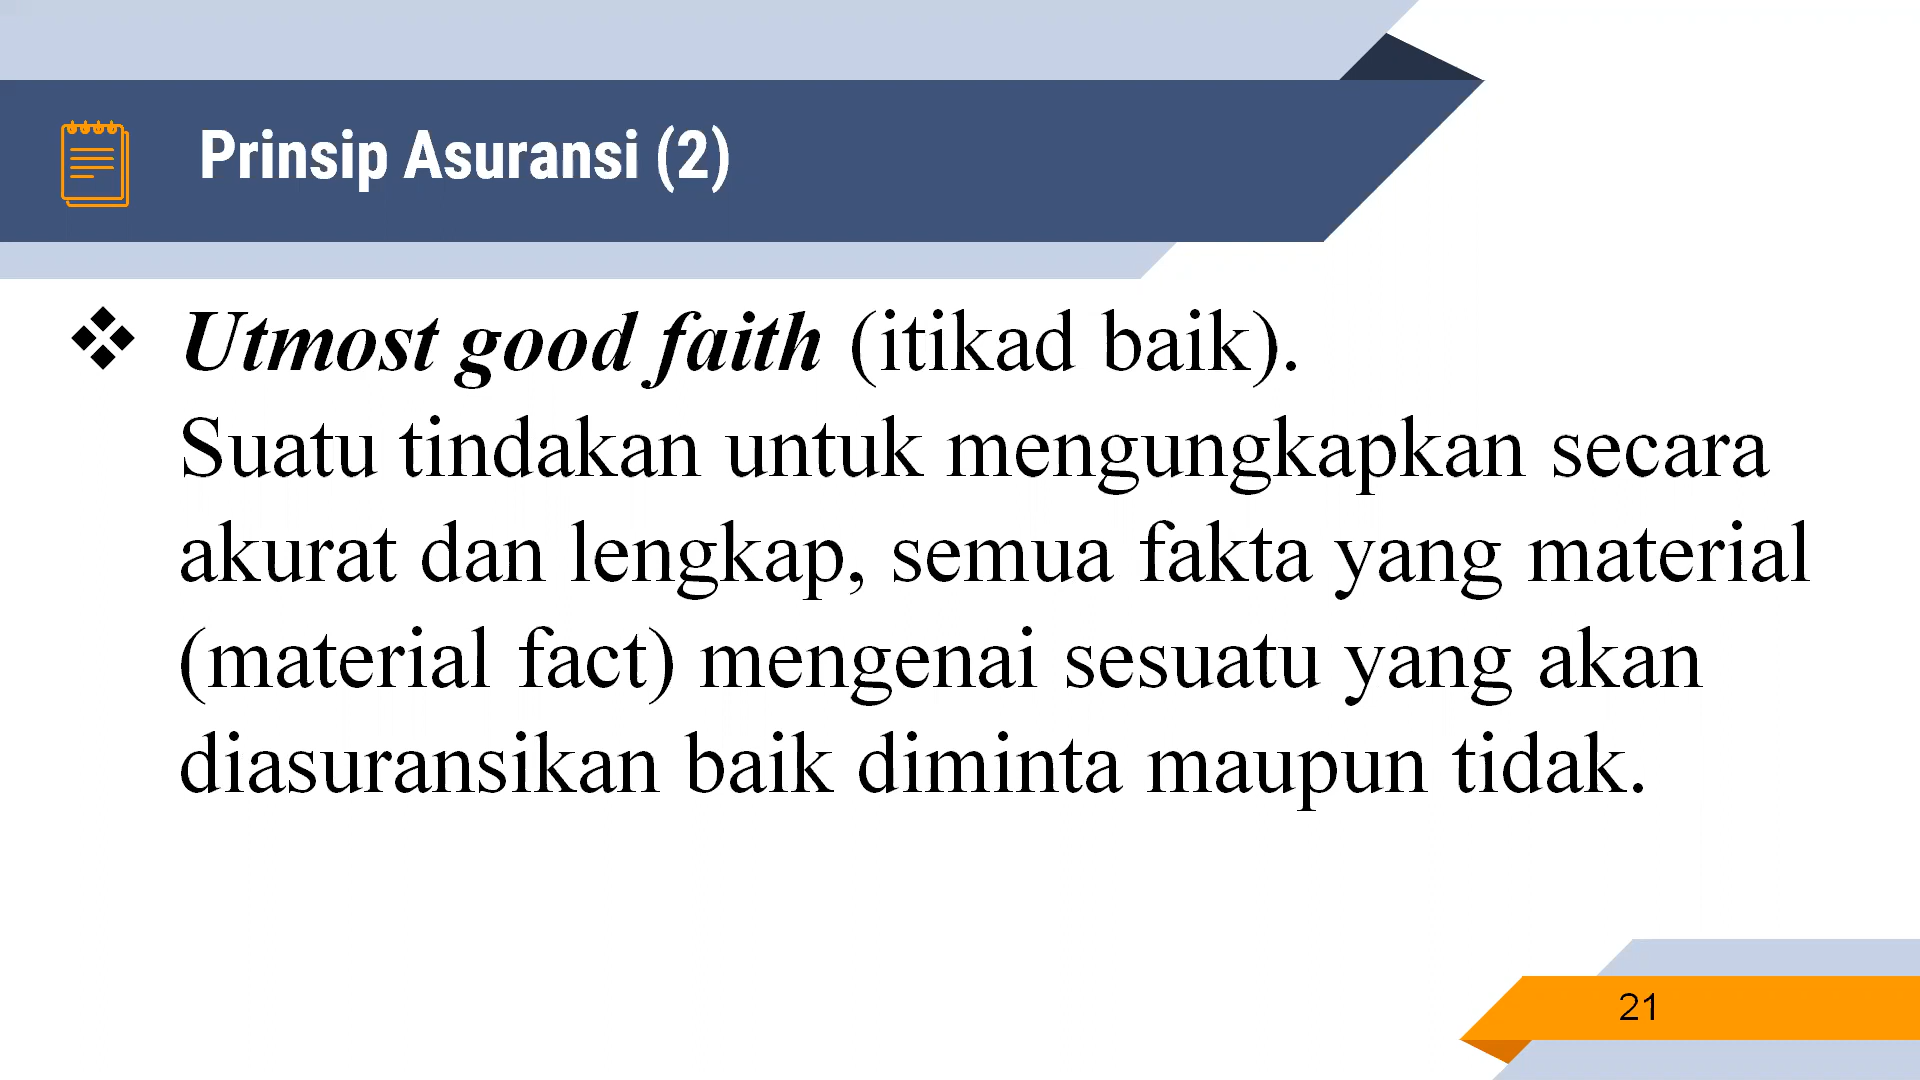 Prinsip Asuransi (2)
❖ Utmost good faith (itikad baik).
Suatu tindakan untuk mengungkapkan secara
akurat dan lengkap, semua fakta yang material
(material fact) mengenai sesuatu yang akan
diasuransikan baik diminta maupun tidak.
21